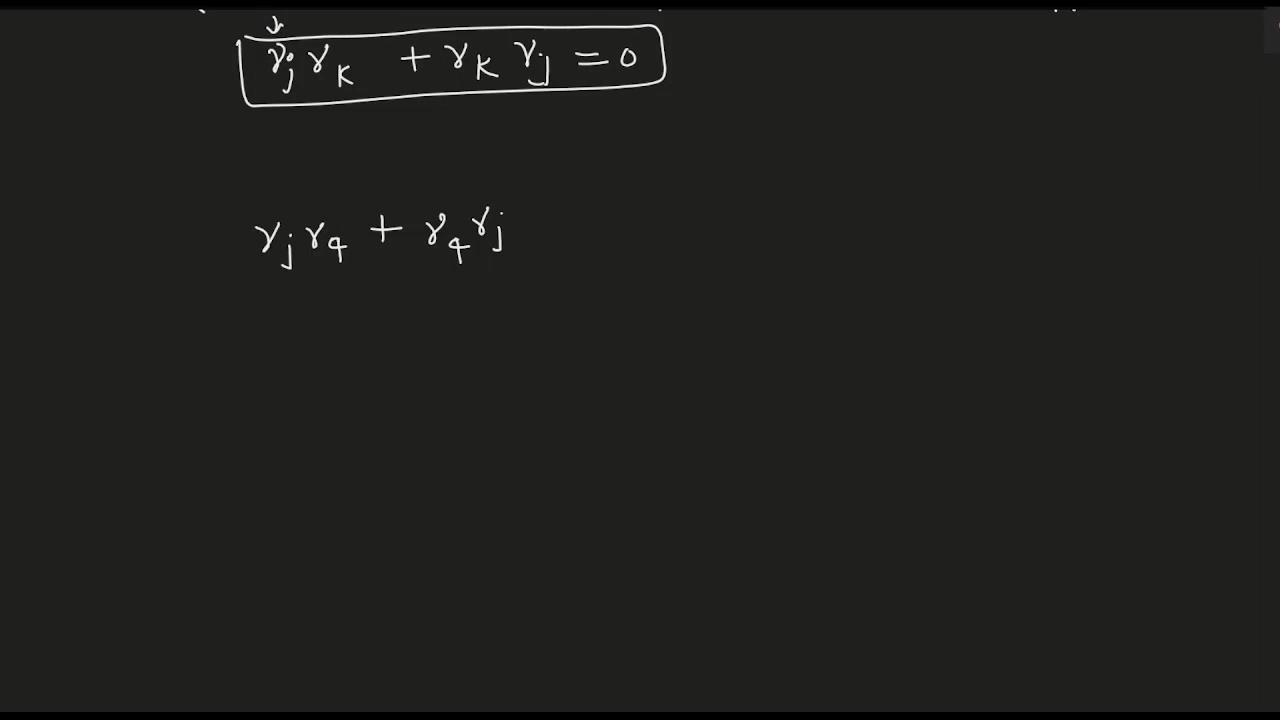 γj γk + γk γj = 0
γj γ4 + γ4 γj